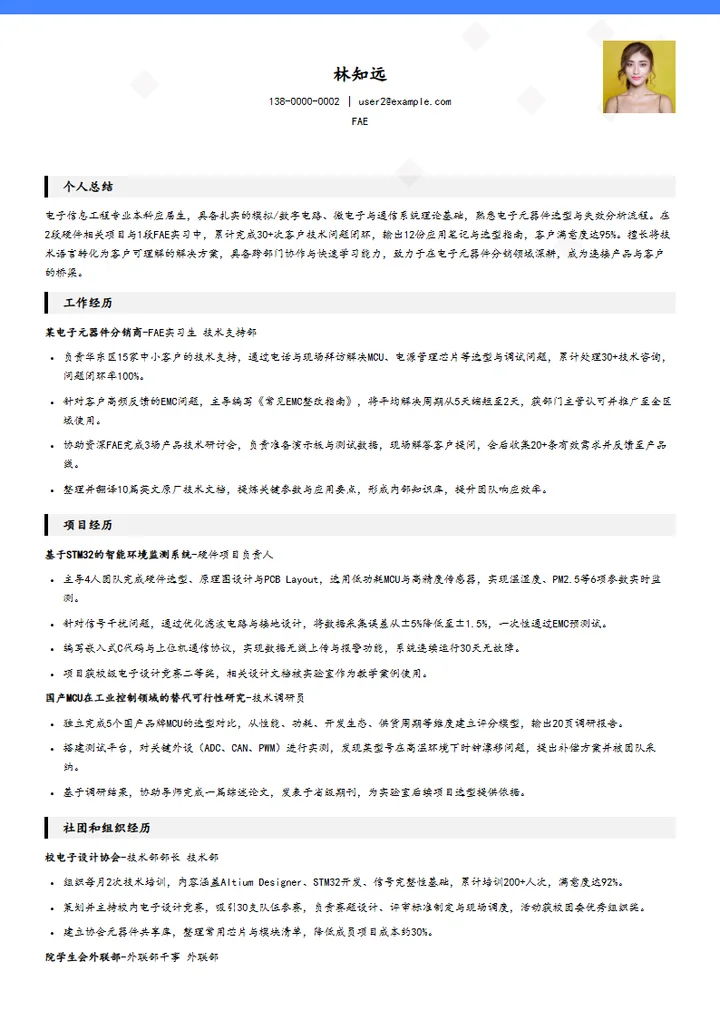 林知远
138-0000-0002 | user2@example.com
FAE
个人总结
电子信息工程专业本科应届生，具备扎实的模拟/数字电路、微电子与通信系统理论基础，熟悉电子元器件选型与失效分析流程。在
2段硬件相关项目与1段FAE实习中，累计完成30+次客户技术问题闭环，输出12份应用笔记与选型指南，客户满意度达95%。擅长将技
术语言转化为客户可理解的解决方案，具备跨部门协作与快速学习能力，致力于在电子元器件分销领域深耕，成为连接产品与客户
的桥梁。
工作经历
某电子元器件分销商-FAE实习生 技术支持部
• 负责华东区15家中小客户的技术支持，通过电话与现场拜访解决MCU、电源管理芯片等选型与调试问题，累计处理30+技术咨询，
问题闭环率100%。
• 针对客户高频反馈的EMC问题，主导编写《常见EMC整改指南》，将平均解决周期从5天缩短至2天，获部门主管认可并推广至全区
域使用。
• 协助资深FAE完成3场产品技术研讨会，负责准备演示板与测试数据，现场解答客户提问，会后收集20+条有效需求并反馈至产品
线。
• 整理并翻译10篇英文原厂技术文档，提炼关键参数与应用要点，形成内部知识库，提升团队响应效率。
项目经历
基于STM32的智能环境监测系统-硬件项目负责人
• 主导4人团队完成硬件选型、原理图设计与PCB Layout，选用低功耗MCU与高精度传感器，实现温湿度、PM2.5等6项参数实时监
测。
• 针对信号干扰问题，通过优化滤波电路与接地设计，将数据采集误差从±5%降低至±1.5%，一次性通过EMC预测试。
• 编写嵌入式C代码与上位机通信协议，实现数据无线上传与报警功能，系统连续运行30天无故障。
• 项目获校级电子设计竞赛二等奖，相关设计文档被实验室作为教学案例使用。
国产MCU在工业控制领域的替代可行性研究-技术调研员
• 独立完成5个国产品牌MCU的选型对比，从性能、功耗、开发生态、供货周期等维度建立评分模型，输出20页调研报告。
• 搭建测试平台，对关键外设（ADC、CAN、PWM）进行实测，发现某型号在高温环境下时钟漂移问题，提出补偿方案并被团队采
纳。
• 基于调研结果，协助导师完成一篇综述论文，发表于省级期刊，为实验室后续项目选型提供依据。
社团和组织经历
校电子设计协会-技术部部长 技术部
• 组织每月2次技术培训，内容涵盖Altium Designer、STM32开发、信号完整性基础，累计培训200+人次，满意度达92%。
• 策划并主持校内电子设计竞赛，吸引30支队伍参赛，负责赛题设计、评审标准制定与现场调度，活动获校团委优秀组织奖。
• 建立协会元器件共享库，整理常用芯片与模块清单，降低成员项目成本约30%。
院学生会外联部-外联部干事 外联部